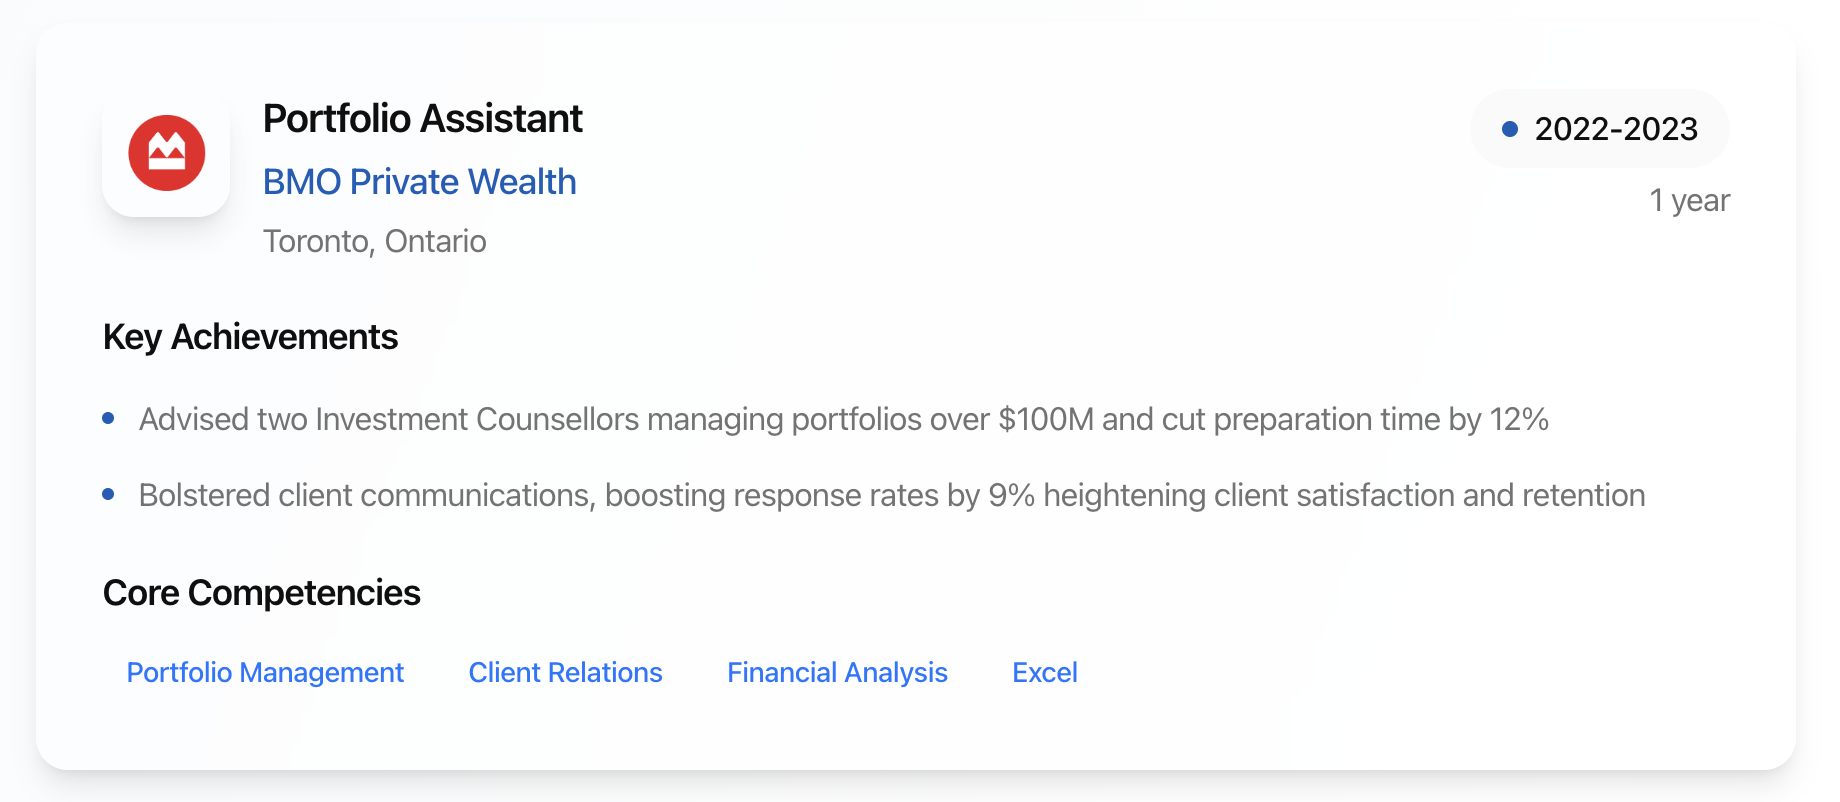 Portfolio Assistant
BMO Private Wealth
Toronto, Ontario
2022-2023
1 year
Key Achievements
Advised two Investment Counsellors managing portfolios over $100M and cut preparation time by 12%
Bolstered client communications, boosting response rates by 9% heightening client satisfaction and retention
Core Competencies
Portfolio Management
Client Relations
Financial Analysis
Excel